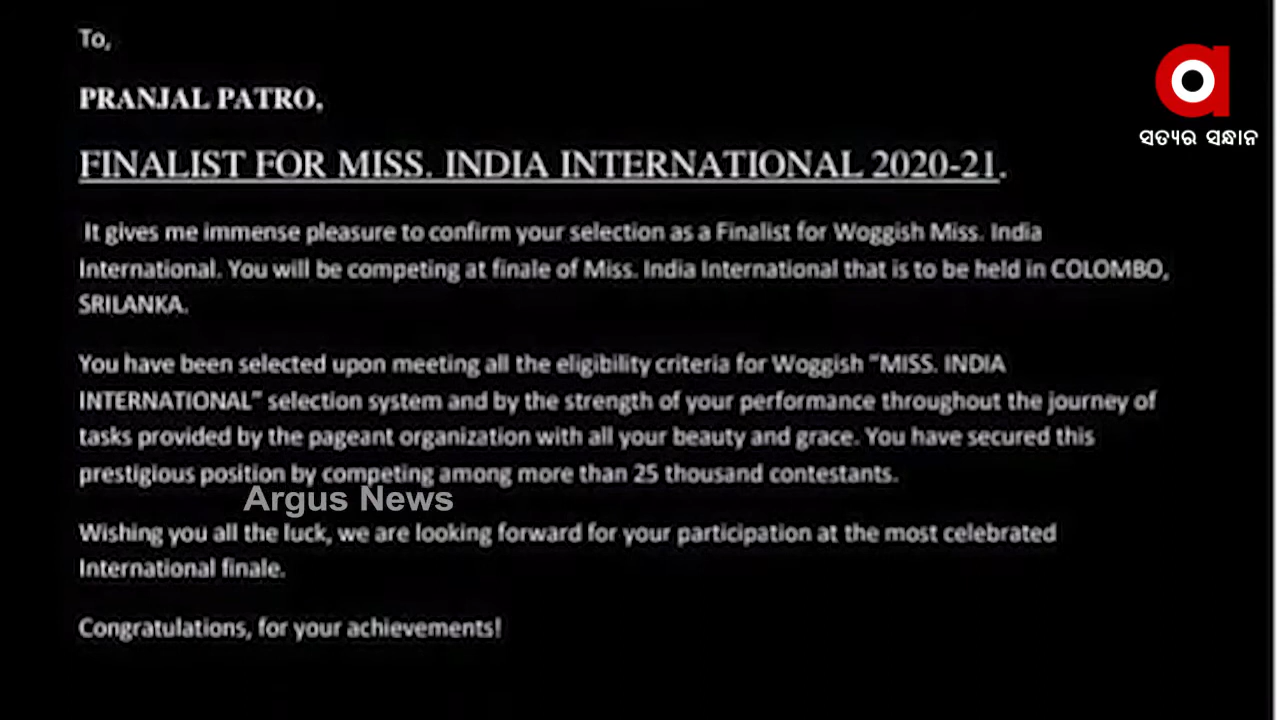 To,
PRANJAL PATRO,
FINALIST FOR MISS. INDIA INTERNATIONAL 2020-21.
It gives me immense pleasure to confirm your selection as a Finalist for Woggish Miss. India
International. You will be competing at finale of Miss. India International that is to be held in COLOMBO,
SRILANKA.
You have been selected upon meeting all the eligibility criteria for Woggish "MISS. INDIA
INTERNATIONAL" selection system and by the strength of your performance throughout the journey of
tasks provided by the pageant organization with all your beauty and grace. You have secured this
prestigious position by competing among more than 25 thousand contestants.
Wishing you all the luck, we are looking forward for your participation at the most celebrated
International finale.
Congratulations, for your achievements!
Argus News
a
ସତ୍ୟର ସନ୍ଧାନ